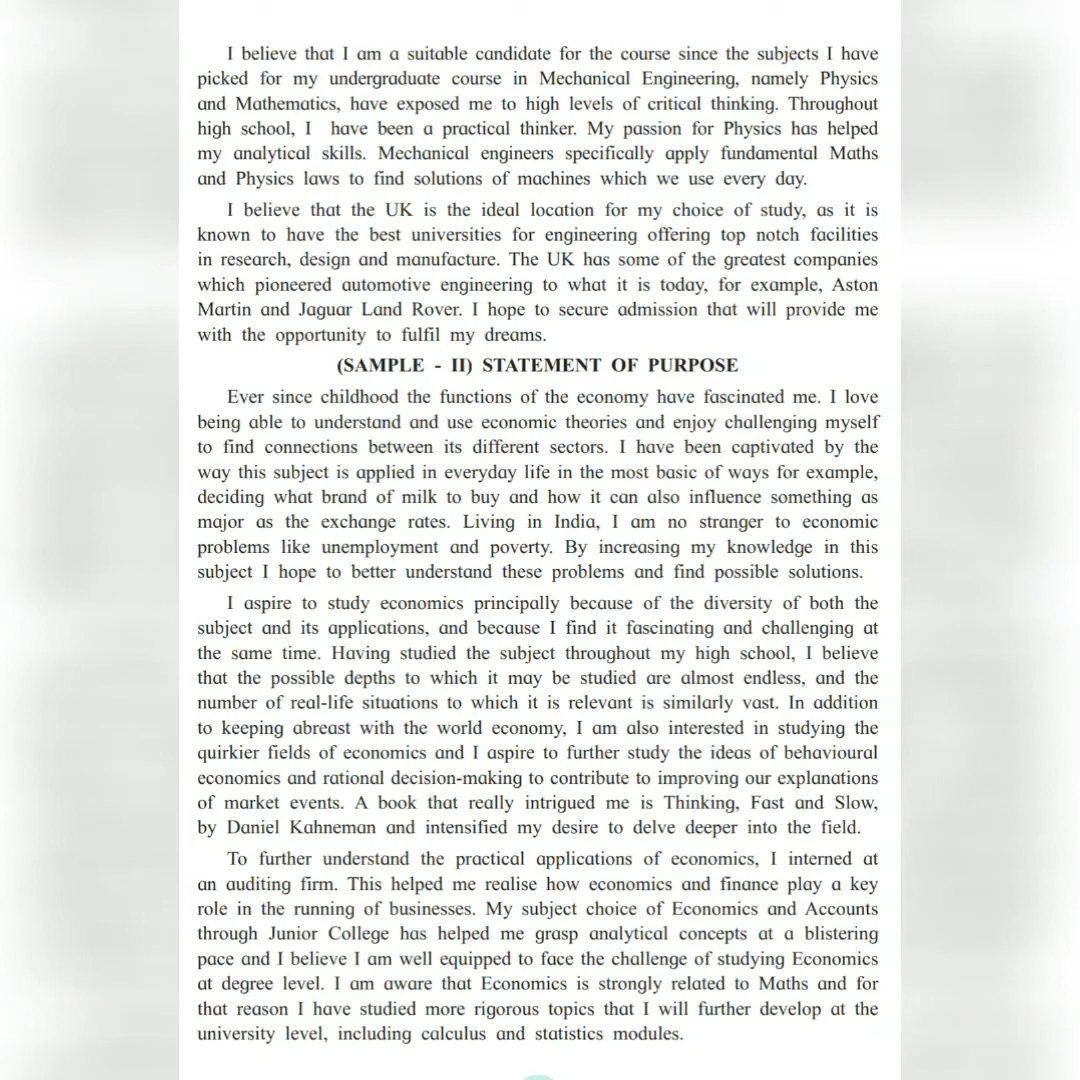 I believe that I am a suitable candidate for the course since the subjects I have
picked for my undergraduate course in Mechanical Engineering, namely Physics
and Mathematics, have exposed me to high levels of critical thinking. Throughout
high school, I have been a practical thinker. My passion for Physics has helped
my analytical skills. Mechanical engineers specifically apply fundamental Maths
and Physics laws to find solutions of machines which we use every day.
I believe that the UK is the ideal location for my choice of study, as it is
known to have the best universities for engineering offering top notch facilities
in research, design and manufacture. The UK has some of the greatest companies
which pioneered automotive engineering to what it is today, for example, Aston
Martin and Jaguar Land Rover. I hope to secure admission that will provide me
with the opportunity to fulfil my dreams.
(SAMPLE - II) STATEMENT OF PURPOSE
Ever since childhood the functions of the economy have fascinated me. I love
being able to understand and use economic theories and enjoy challenging myself
to find connections between its different sectors. I have been captivated by the
way this subject is applied in everyday life in the most basic of ways for example,
deciding what brand of milk to buy and how it can also influence something as
major as the exchange rates. Living in India, I am no stranger to economic
problems like unemployment and poverty. By increasing my knowledge in this
subject I hope to better understand these problems and find possible solutions.
I aspire to study economics principally because of the diversity of both the
subject and its applications, and because I find it fascinating and challenging at
the same time. Having studied the subject throughout my high school, I believe
that the possible depths to which it may be studied are almost endless, and the
number of real-life situations to which it is relevant is similarly vast. In addition
to keeping abreast with the world economy, I am also interested in studying the
quirkier fields of economics and I aspire to further study the ideas of behavioural
economics and rational decision-making to contribute to improving our explanations
of market events. A book that really intrigued me is Thinking, Fast and Slow,
by Daniel Kahneman and intensified my desire to delve deeper into the field.
To further understand the practical applications of economics, I interned at
an auditing firm. This helped me realise how economics and finance play a key
role in the running of businesses. My subject choice of Economics and Accounts
through Junior College has helped me grasp analytical concepts at a blistering
pace and I believe I am well equipped to face the challenge of studying Economics
at degree level. I am aware that Economics is strongly related to Maths and for
that reason I have studied more rigorous topics that I will further develop at the
university level, including calculus and statistics modules.